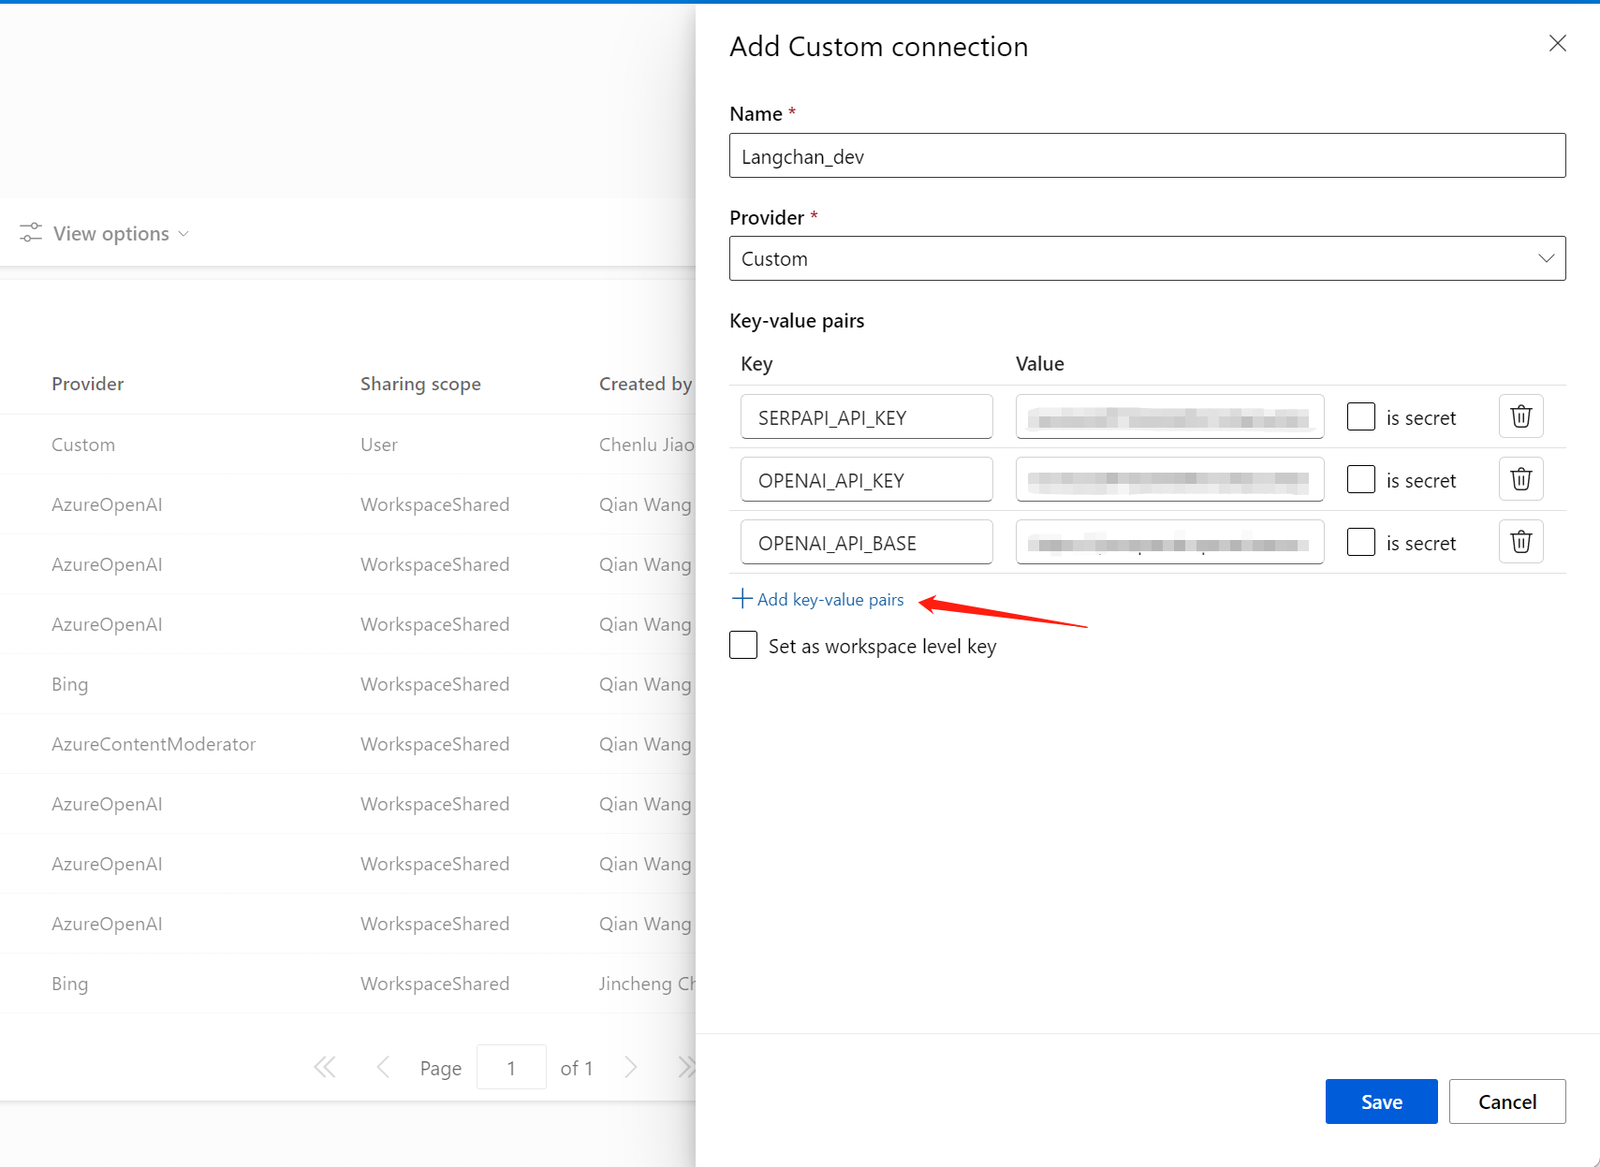 Add Custom connection
Name *
Langchan_dev
View options
Provider *
Custom
Key-value pairs
Key Value
Provider Sharing scope Created by
SERPAPI_API_KEY is secret
Custom User Chenlu Jiao
OPENAI_API_KEY is secret
AzureOpenAI WorkspaceShared Qian Wang
OPENAI_API_BASE is secret
AzureOpenAI WorkspaceShared Qian Wang
Add key-value pairs
AzureOpenAI WorkspaceShared Qian Wang
Set as workspace level key
Bing WorkspaceShared Qian Wang
AzureContentModerator WorkspaceShared Qian Wang
AzureOpenAI WorkspaceShared Qian Wang
AzureOpenAI WorkspaceShared Qian Wang
AzureOpenAI WorkspaceShared Qian Wang
Bing WorkspaceShared Jincheng
Page 1 of 1
Save Cancel